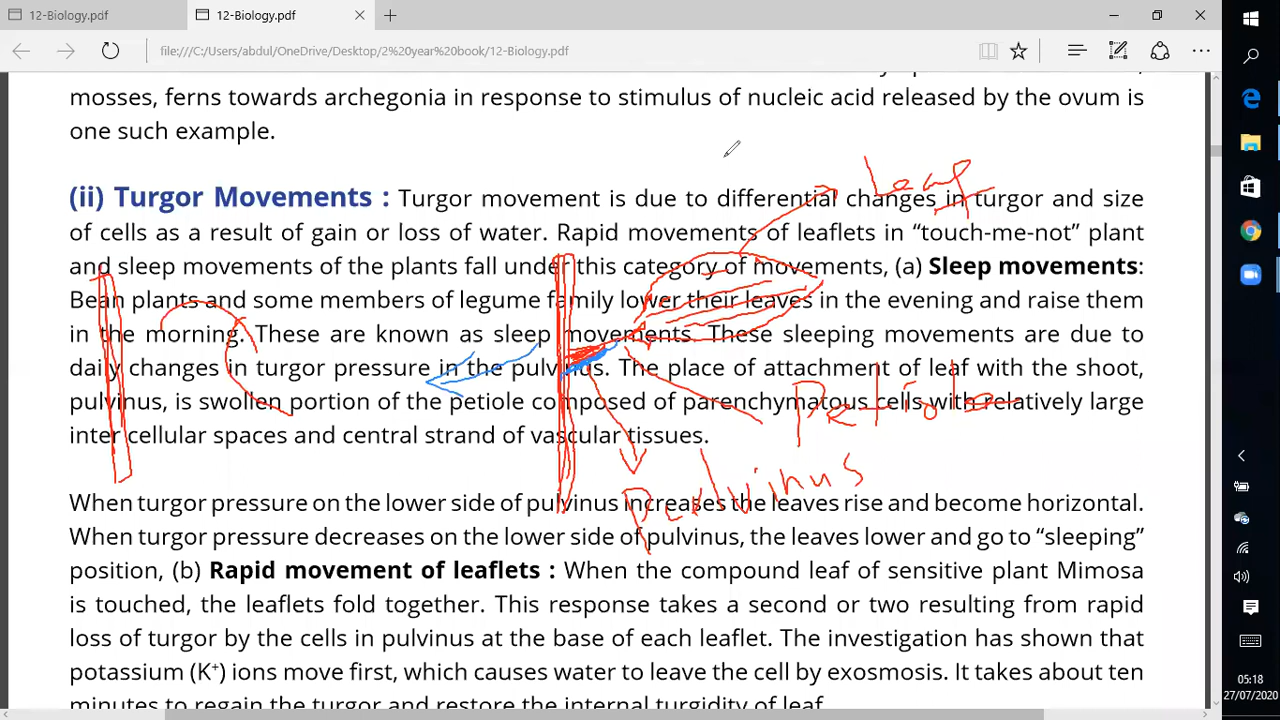 12-Biology.pdf
12-Biology.pdf
file:///C:/Users/abdul/OneDrive/Desktop/2%20year%20book/12-Biology.pdf
mosses, ferns towards archegonia in response to stimulus of nucleic acid released by the ovum is
one such example.
Leaf
(ii) Turgor Movements : Turgor movement is due to differential changes in turgor and size
of cells as a result of gain or loss of water. Rapid movements of leaflets in “touch-me-not” plant
and sleep movements of the plants fall under this category of movements, (a) Sleep movements:
Bean plants and some members of legume family lower their leaves in the evening and raise them
in the morning. These are known as sleep movements. These sleeping movements are due to
daily changes in turgor pressure in the pulvinus. The place of attachment of leaf with the shoot,
pulvinus, is swollen portion of the petiole composed of parenchymatous cells with relatively large
Petiole
inter cellular spaces and central strand of vascular tissues.
Perlvinus
When turgor pressure on the lower side of pulvinus increases the leaves rise and become horizontal.
When turgor pressure decreases on the lower side of pulvinus, the leaves lower and go to “sleeping”
position, (b) Rapid movement of leaflets : When the compound leaf of sensitive plant Mimosa
is touched, the leaflets fold together. This response takes a second or two resulting from rapid
loss of turgor by the cells in pulvinus at the base of each leaflet. The investigation has shown that
potassium (K⁺) ions move first, which causes water to leave the cell by exosmosis. It takes about ten
minutes to regain the turgor and restore the internal turgidity of leaf.
05:18
27/07/2020